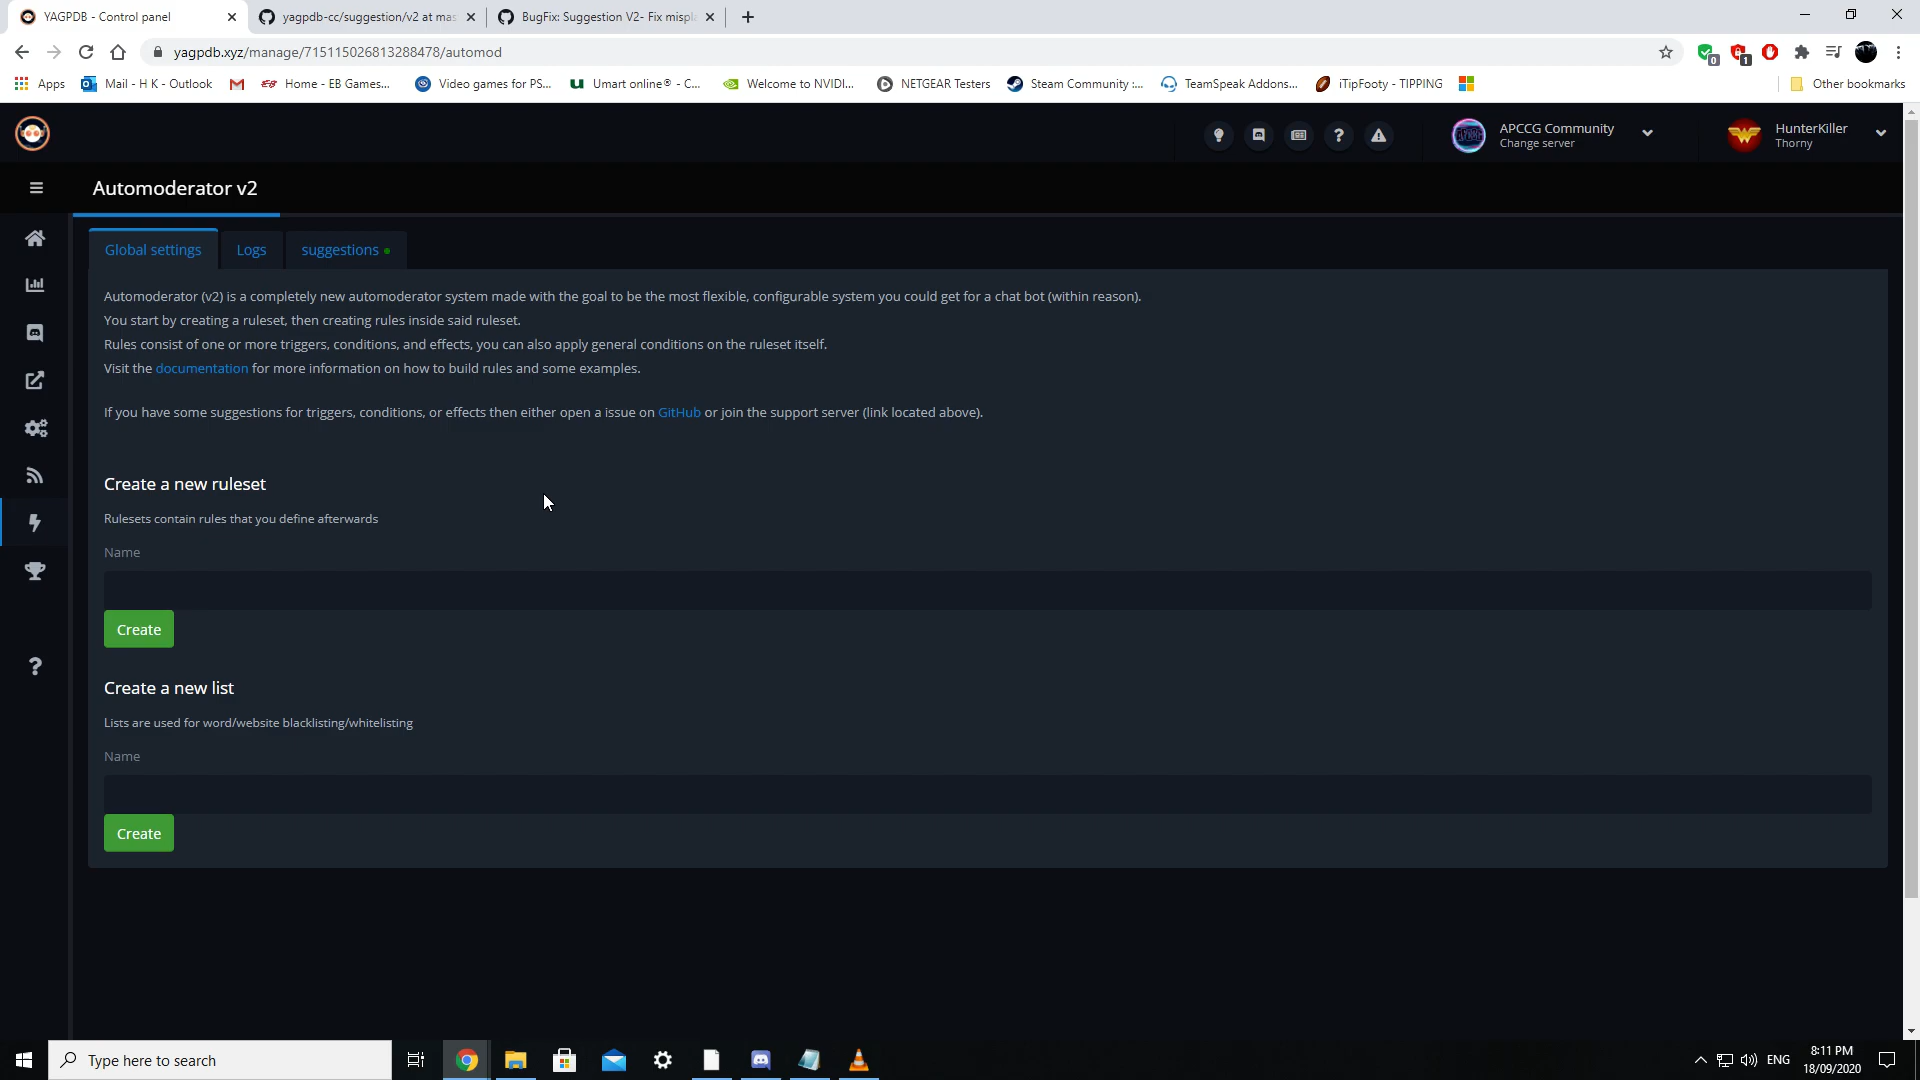 YAGPDB - Control panel
yagpdb-cc/suggestion/v2 at mas
BugFix: Suggestion V2- Fix mispl
yagpdb.xyz/manage/715115026813288478/automod
0
1
Apps
Mail - H K - Outlook
Home - EB Games...
Video games for PS...
Umart online® - C...
Welcome to NVIDI...
NETGEAR Testers
Steam Community :...
TeamSpeak Addons...
iTipFooty - TIPPING
Other bookmarks
APCCG Community
Change server
HunterKiller
Thorny
Automoderator v2
Global settings
Logs
suggestions
Automoderator (v2) is a completely new automoderator system made with the goal to be the most flexible, configurable system you could get for a chat bot (within reason).
You start by creating a ruleset, then creating rules inside said ruleset.
Rules consist of one or more triggers, conditions, and effects, you can also apply general conditions on the ruleset itself.
Visit the documentation for more information on how to build rules and some examples.
If you have some suggestions for triggers, conditions, or effects then either open a issue on GitHub or join the support server (link located above).
Create a new ruleset
Rulesets contain rules that you define afterwards
Name
Create
Create a new list
Lists are used for word/website blacklisting/whitelisting
Name
Create
Type here to search
ENG
8:11 PM
18/09/2020